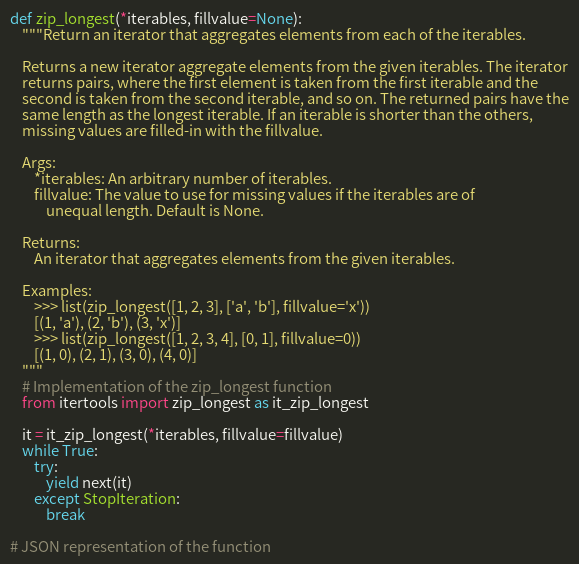 def zip_longest(*iterables, fillvalue=None):
"""Return an iterator that aggregates elements from each of the iterables.
Returns a new iterator aggregate elements from the given iterables. The iterator
returns pairs, where the first element is taken from the first iterable and the
second is taken from the second iterable, and so on. The returned pairs have the
same length as the longest iterable. If an iterable is shorter than the others,
missing values are filled-in with the fillvalue.
Args:
*iterables: An arbitrary number of iterables.
fillvalue: The value to use for missing values if the iterables are of
unequal length. Default is None.
Returns:
An iterator that aggregates elements from the given iterables.
Examples:
>>> list(zip_longest([1, 2, 3], ['a', 'b'], fillvalue='x'))
[(1, 'a'), (2, 'b'), (3, 'x')]
>>> list(zip_longest([1, 2, 3, 4], [0, 1], fillvalue=0))
[(1, 0), (2, 1), (3, 0), (4, 0)]
"""
# Implementation of the zip_longest function
from itertools import zip_longest as it_zip_longest
it = it_zip_longest(*iterables, fillvalue=fillvalue)
while True:
try:
yield next(it)
except StopIteration:
break
# JSON representation of the function